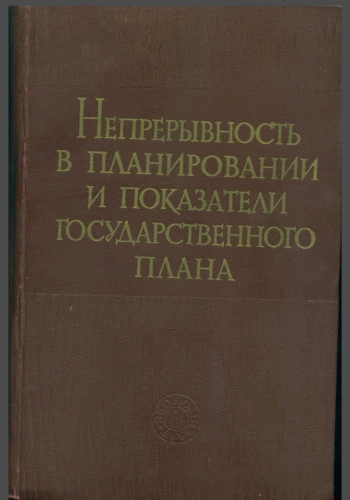 Непрерывность
в планировании
и показатели
государственного
плана